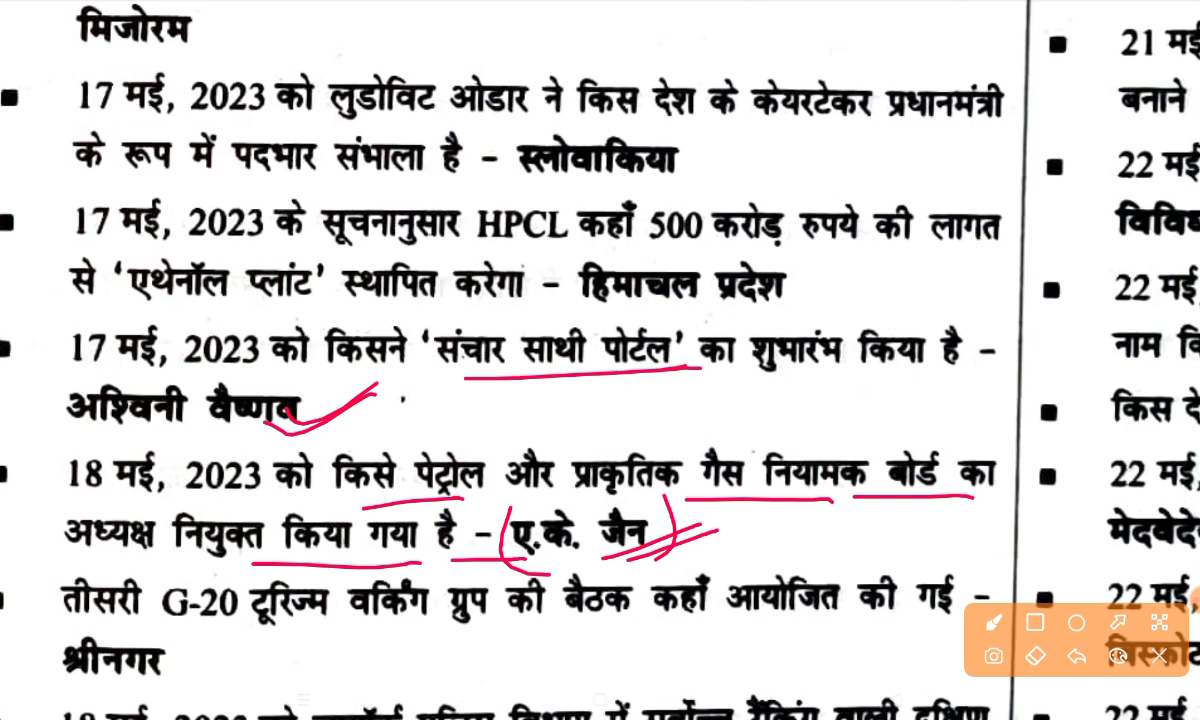 मिजोरम
17 मई, 2023 को लुडोविट ओडार ने किस देश के केयरटेकर प्रधानमंत्री
के रूप में पदभार संभाला है - स्लोवाकिया
17 मई, 2023 के सूचनानुसार HPCL कहाँ 500 करोड़ रुपये की लागत
से ‘एथेनॉल प्लांट’ स्थापित करेगा - हिमाचल प्रदेश
17 मई, 2023 को किसने ‘संचार साथी पोर्टल’ का शुभारंभ किया है -
अश्विनी वैष्णव
18 मई, 2023 को किसे पेट्रोल और प्राकृतिक गैस नियामक बोर्ड का
अध्यक्ष नियुक्त किया गया है - ए.के. जैन
तीसरी G-20 टूरिज्म वर्किंग ग्रुप की बैठक कहाँ आयोजित की गई -
श्रीनगर
21 मई
बनाने
22 मई
22 मई,
नाम
किस
22 मई,
22 मई,
22 मई